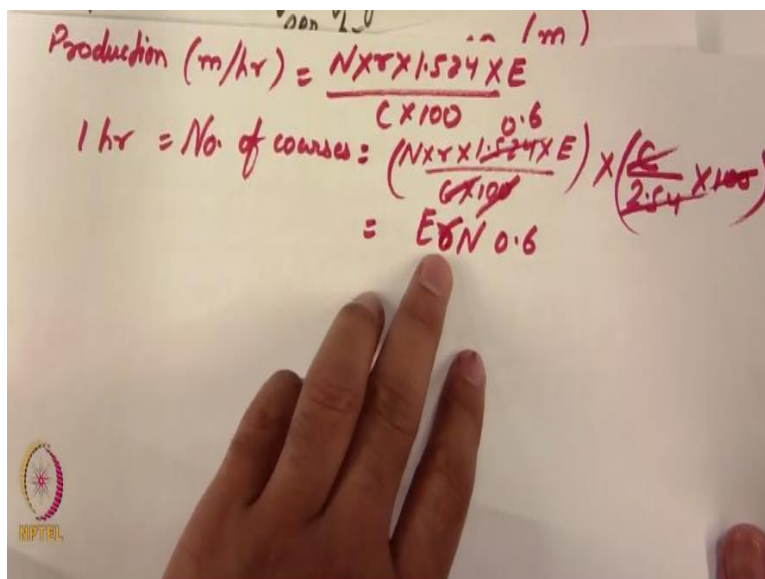 (m)
Production (m/hr) = N×r×1.524×E
C×100
1 hr = No. of courses = (N×r×1.524×E / C×100) × (C / 2.54 × 100)
0.6
= E r N 0.6
NPTEL